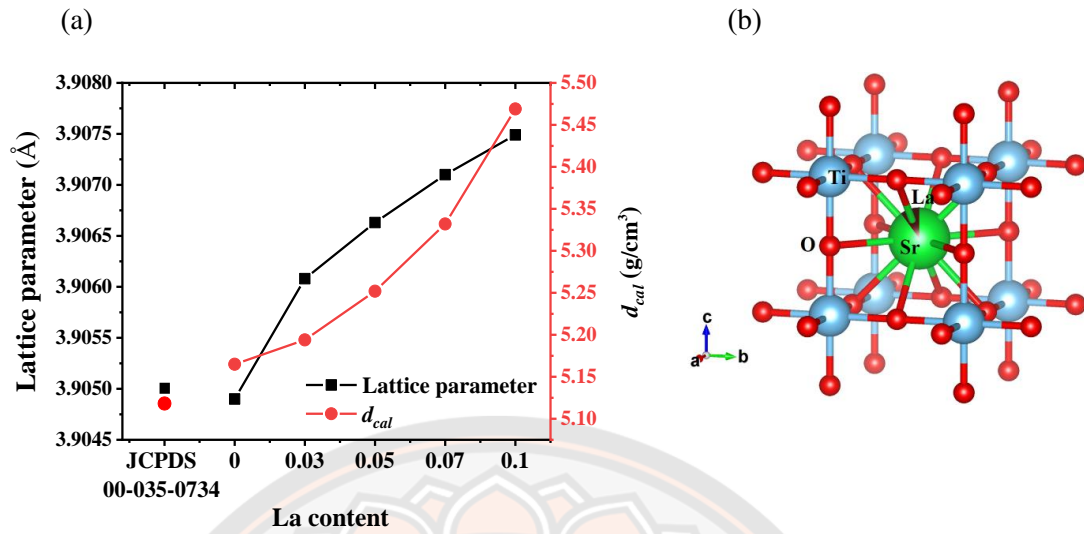 (a)
(b)
3.9080
3.9075
3.9070
3.9065
3.9060
3.9055
3.9050
3.9045
Lattice parameter (Å)
5.50
5.45
5.40
5.35
5.30
5.25
5.20
5.15
5.10
d_cal (g/cm³)
Lattice parameter
d_cal
JCPDS 0 0.03 0.05 0.07 0.1
00-035-0734
La content
Ti
La
O
Sr
c
a
b